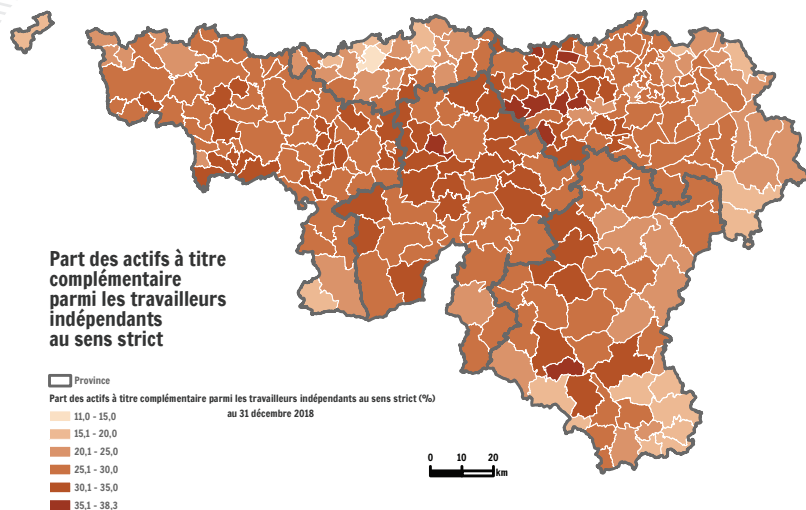 Part des actifs à titre
complémentaire
parmi les travailleurs
indépendants
au sens strict
Province
Part des actifs à titre complémentaire parmi les travailleurs indépendants au sens strict (%)
au 31 décembre 2018
11,0 - 15,0
15,1 - 20,0
20,1 - 25,0
25,1 - 30,0
30,1 - 35,0
35,1 - 38,3
0 10 20
km